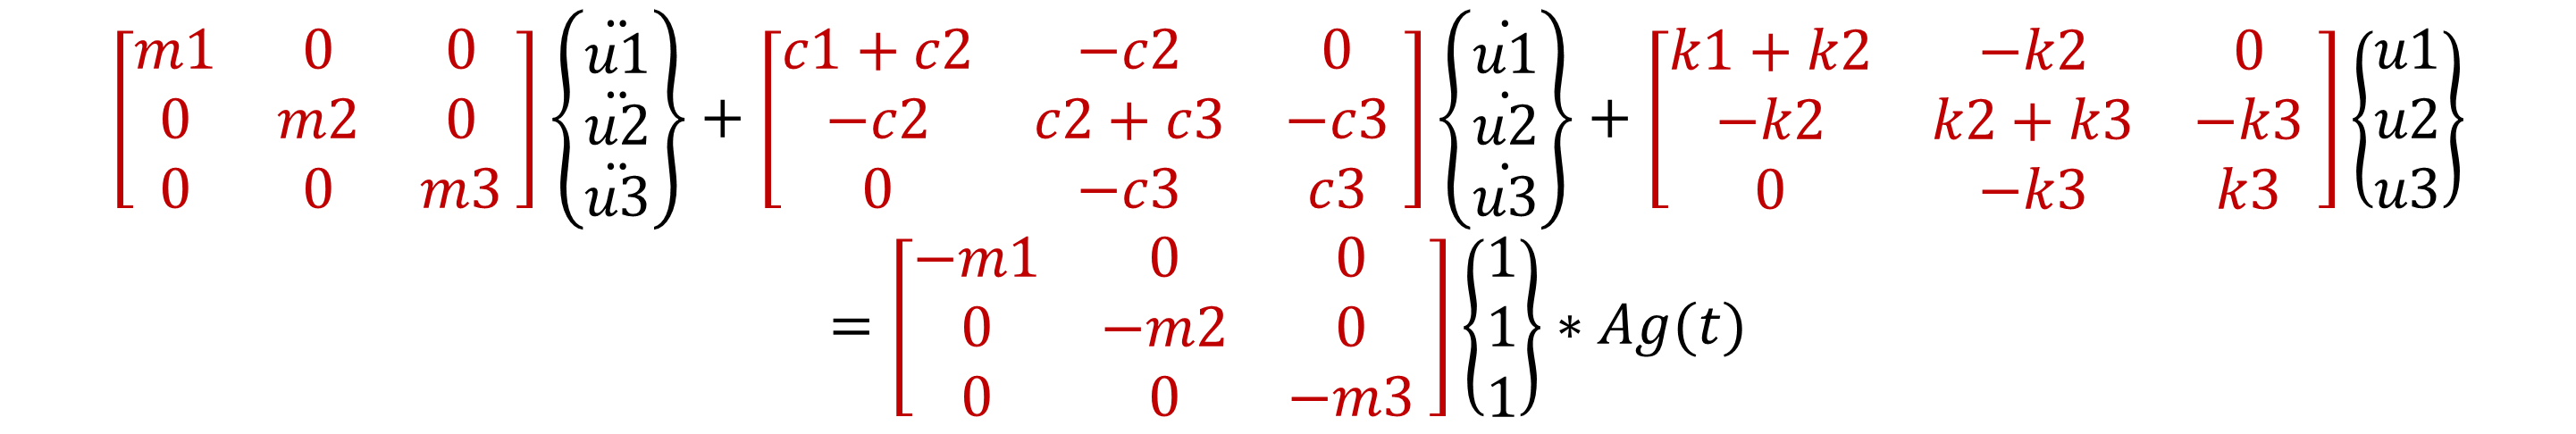 [m1 0 0; 0 m2 0; 0 0 m3] {ü1; ü2; ü3} + [c1 + c2 −c2 0; −c2 c2 + c3 −c3; 0 −c3 c3] {u̇1; u̇2; u̇3} + [k1 + k2 −k2 0; −k2 k2 + k3 −k3; 0 −k3 k3] {u1; u2; u3}
= [−m1 0 0; 0 −m2 0; 0 0 −m3] {1; 1; 1} * Ag(t)